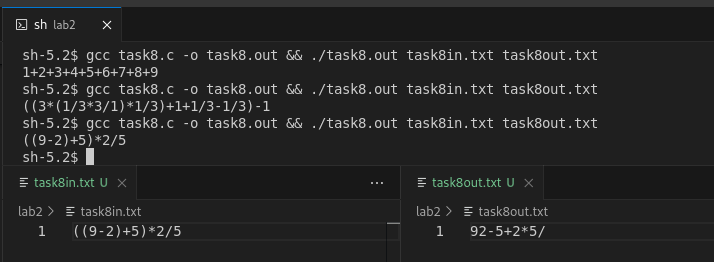 sh lab2
sh-5.2$ gcc task8.c -o task8.out && ./task8.out task8in.txt task8out.txt
1+2+3+4+5+6+7+8+9
sh-5.2$ gcc task8.c -o task8.out && ./task8.out task8in.txt task8out.txt
((3*(1/3*3/1)*1/3)+1+1/3-1/3)-1
sh-5.2$ gcc task8.c -o task8.out && ./task8.out task8in.txt task8out.txt
((9-2)+5)*2/5
sh-5.2$
task8in.txt U
lab2 > task8in.txt
1 ((9-2)+5)*2/5
task8out.txt U
lab2 > task8out.txt
1 92-5+2*5/